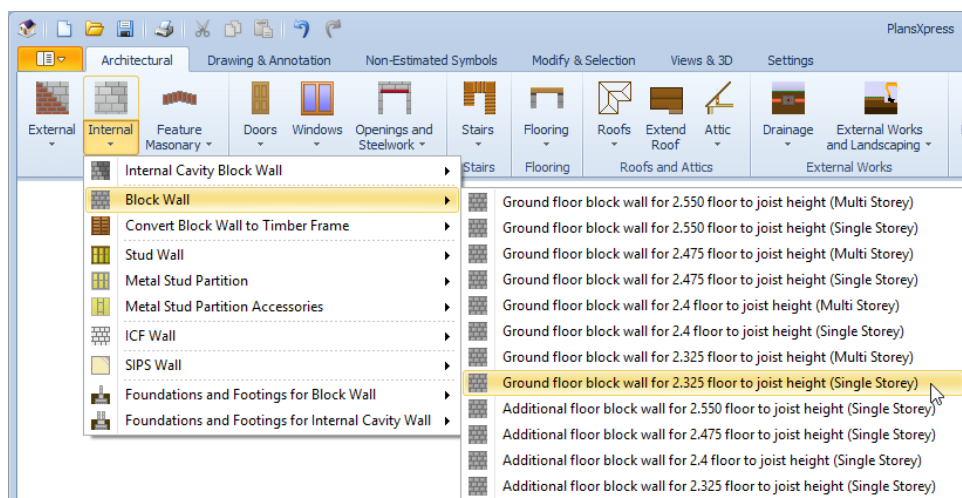 PlansXpress
Architectural
Drawing & Annotation
Non-Estimated Symbols
Modify & Selection
Views & 3D
Settings
External
Internal
Feature
Masonary
Doors
Windows
Openings and
Steelwork
Stairs
Flooring
Roofs
Extend
Roof
Attic
Drainage
External Works
and Landscaping
Stairs
Flooring
Roofs and Attics
External Works
Internal Cavity Block Wall
Block Wall
Convert Block Wall to Timber Frame
Stud Wall
Metal Stud Partition
Metal Stud Partition Accessories
ICF Wall
SIPS Wall
Foundations and Footings for Block Wall
Foundations and Footings for Internal Cavity Wall
Ground floor block wall for 2.550 floor to joist height (Multi Storey)
Ground floor block wall for 2.550 floor to joist height (Single Storey)
Ground floor block wall for 2.475 floor to joist height (Multi Storey)
Ground floor block wall for 2.475 floor to joist height (Single Storey)
Ground floor block wall for 2.4 floor to joist height (Multi Storey)
Ground floor block wall for 2.4 floor to joist height (Single Storey)
Ground floor block wall for 2.325 floor to joist height (Multi Storey)
Ground floor block wall for 2.325 floor to joist height (Single Storey)
Additional floor block wall for 2.550 floor to joist height (Single Storey)
Additional floor block wall for 2.475 floor to joist height (Single Storey)
Additional floor block wall for 2.4 floor to joist height (Single Storey)
Additional floor block wall for 2.325 floor to joist height (Single Storey)